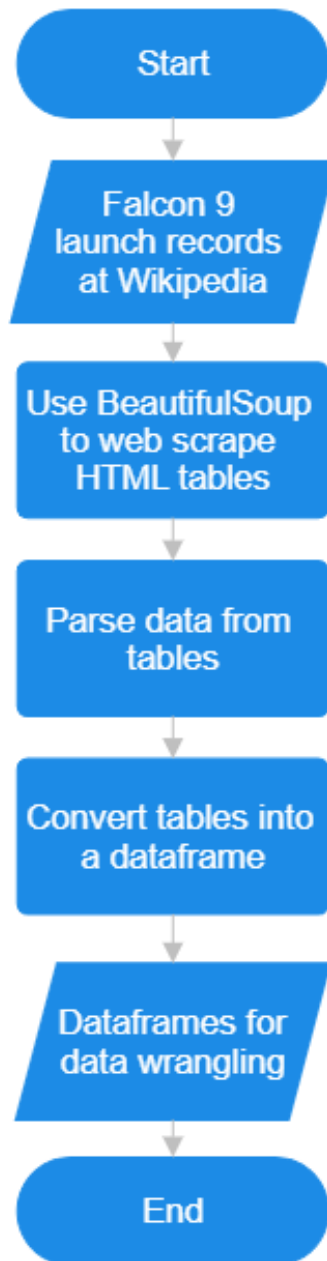 Start
Falcon 9
launch records
at Wikipedia
Use BeautifulSoup
to web scrape
HTML tables
Parse data from
tables
Convert tables into
a dataframe
Dataframes for
data wrangling
End